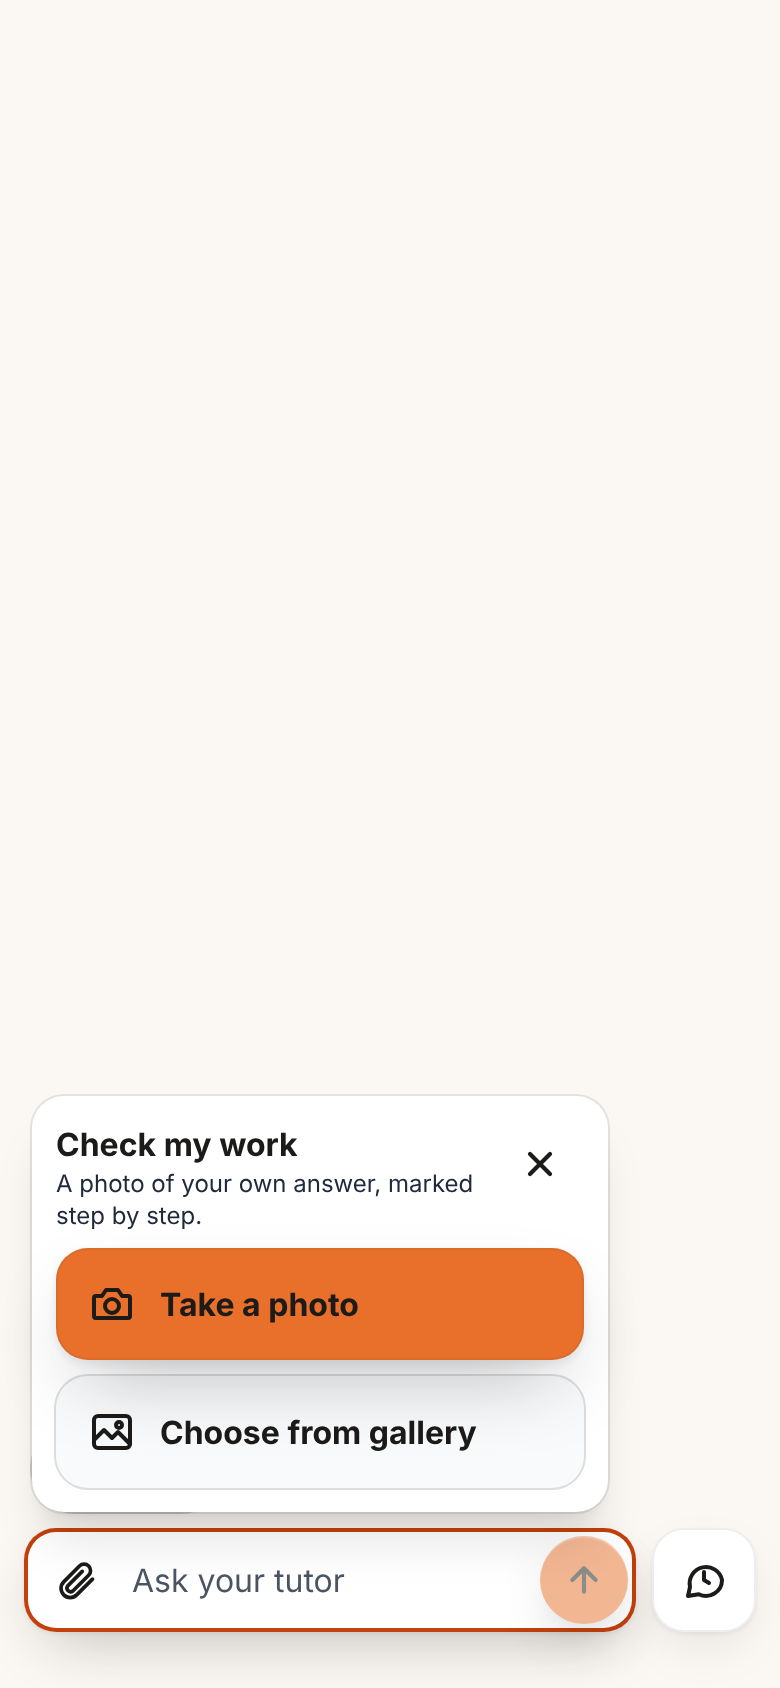 Check my work
A photo of your own answer, marked
step by step.
Take a photo
Choose from gallery
Ask your tutor